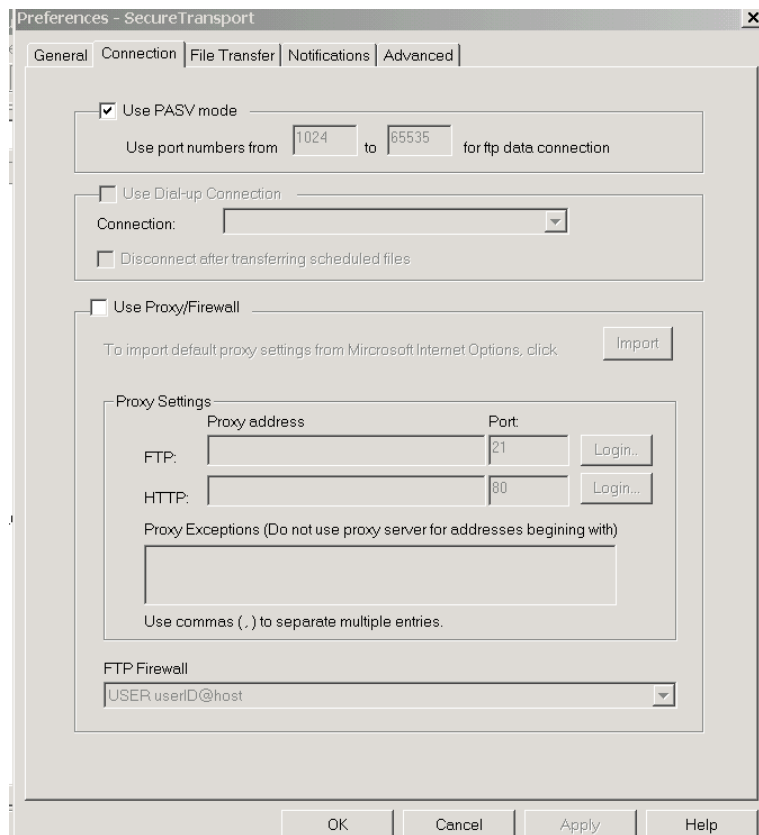 Preferences - SecureTransport
General Connection File Transfer Notifications Advanced
Use PASV mode
Use port numbers from 1024 to 65535 for ftp data connection
Use Dial-up Connection
Connection:
Disconnect after transferring scheduled files
Use Proxy/Firewall
To import default proxy settings from Mircrosoft Internet Options, click Import
Proxy Settings
Proxy address Port:
FTP: 21 Login..
HTTP: 80 Login...
Proxy Exceptions (Do not use proxy server for addresses begining with)
Use commas ( , ) to separate multiple entries.
FTP Firewall
USER userID@host
OK Cancel Apply Help